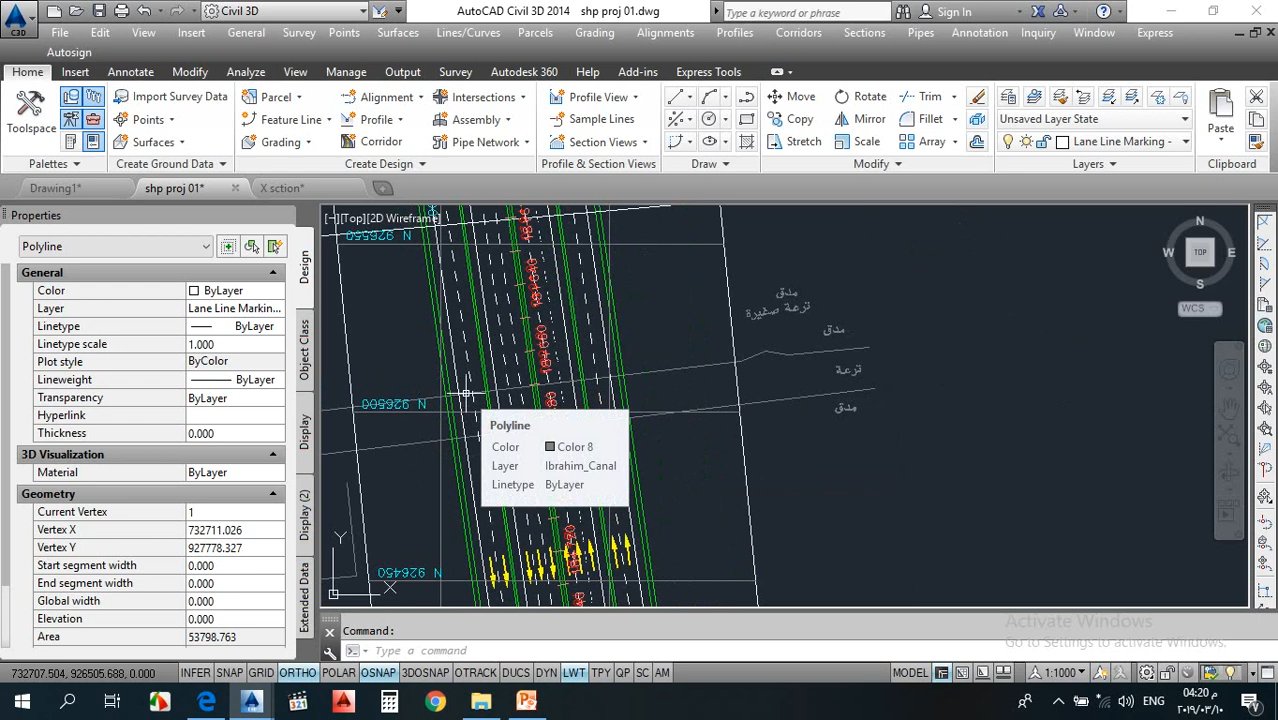 Civil 3D
AutoCAD Civil 3D 2014 shp proj 01.dwg
Type a keyword or phrase
Sign In
File Edit View Insert General Survey Points Surfaces Lines/Curves Parcels Grading Alignments Profiles Corridors Sections Pipes Annotation Inquiry Window Express
Autosign
Home Insert Annotate Modify Analyze View Manage Output Survey Autodesk 360 Help Add-ins Express Tools
Import Survey Data Parcel Alignment Intersections Profile View Move Rotate Trim
Unsaved Layer State
Toolspace Points Feature Line Profile Assembly Sample Lines Copy Mirror Fillet Paste
Surfaces Grading Corridor Pipe Network Section Views Stretch Scale Array Lane Line Marking -
Palettes Create Ground Data Create Design Profile & Section Views Draw Modify Layers Clipboard
Drawing1* shp proj 01* X sction*
Properties
[−][Top][2D Wireframe]
Polyline
General
Color ByLayer
Layer Lane Line Markin...
Linetype ByLayer
Linetype scale 1.000
Plot style ByColor
Lineweight ByLayer
Transparency ByLayer
Hyperlink
Thickness 0.000
3D Visualization
Material ByLayer
Geometry
Current Vertex 1
Vertex X 732711.026
Vertex Y 927778.327
Start segment width 0.000
End segment width 0.000
Global width 0.000
Elevation 0.000
Area 53798.763
Design
Object Class
Display
Display (2)
Extended Data
N 926550
N 926500
N 926450
مدق
ترعة صغيرة
مدق
ترعة
مدق
N
W TOP E
S
WCS
Polyline
Color Color 8
Layer Ibrahim_Canal
Linetype ByLayer
Y
X
Command:
Type a command
Activate Windows
Go to Settings to activate Windows.
732707.504, 926505.688, 0.000 INFER SNAP GRID ORTHO POLAR OSNAP 3DOSNAP OTRACK DUCS DYN LWT TPY QP SC AM MODEL 1:1000
ENG
04:20 م
٢٠١٩/٠٣/١٠